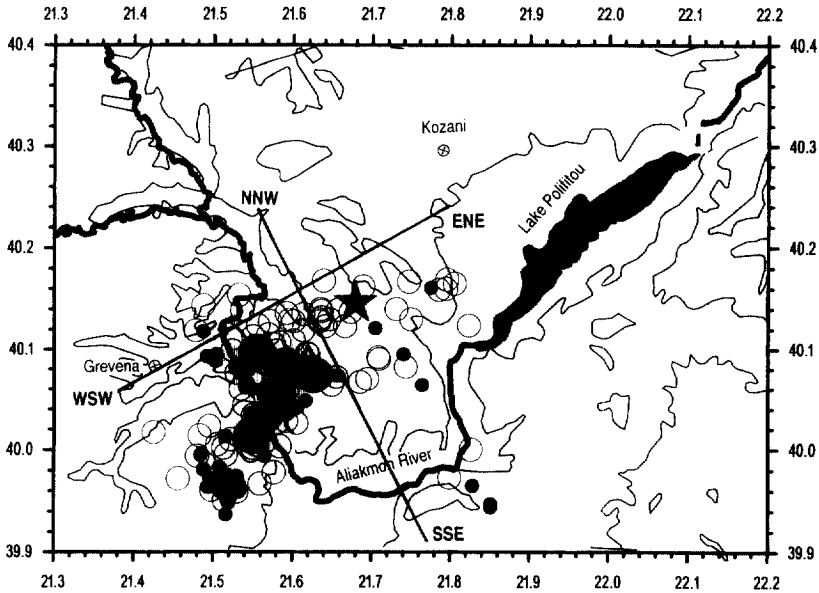 21.3 21.4 21.5 21.6 21.7 21.8 21.9 22.0 22.1 22.2
40.4 40.4
Kozani
40.3 40.3
NNW
ENE
Lake Polifitou
40.2 40.2
40.1 40.1
Grevena
WSW
40.0 40.0
Aliakmon River
SSE
39.9 39.9
21.3 21.4 21.5 21.6 21.7 21.8 21.9 22.0 22.1 22.2